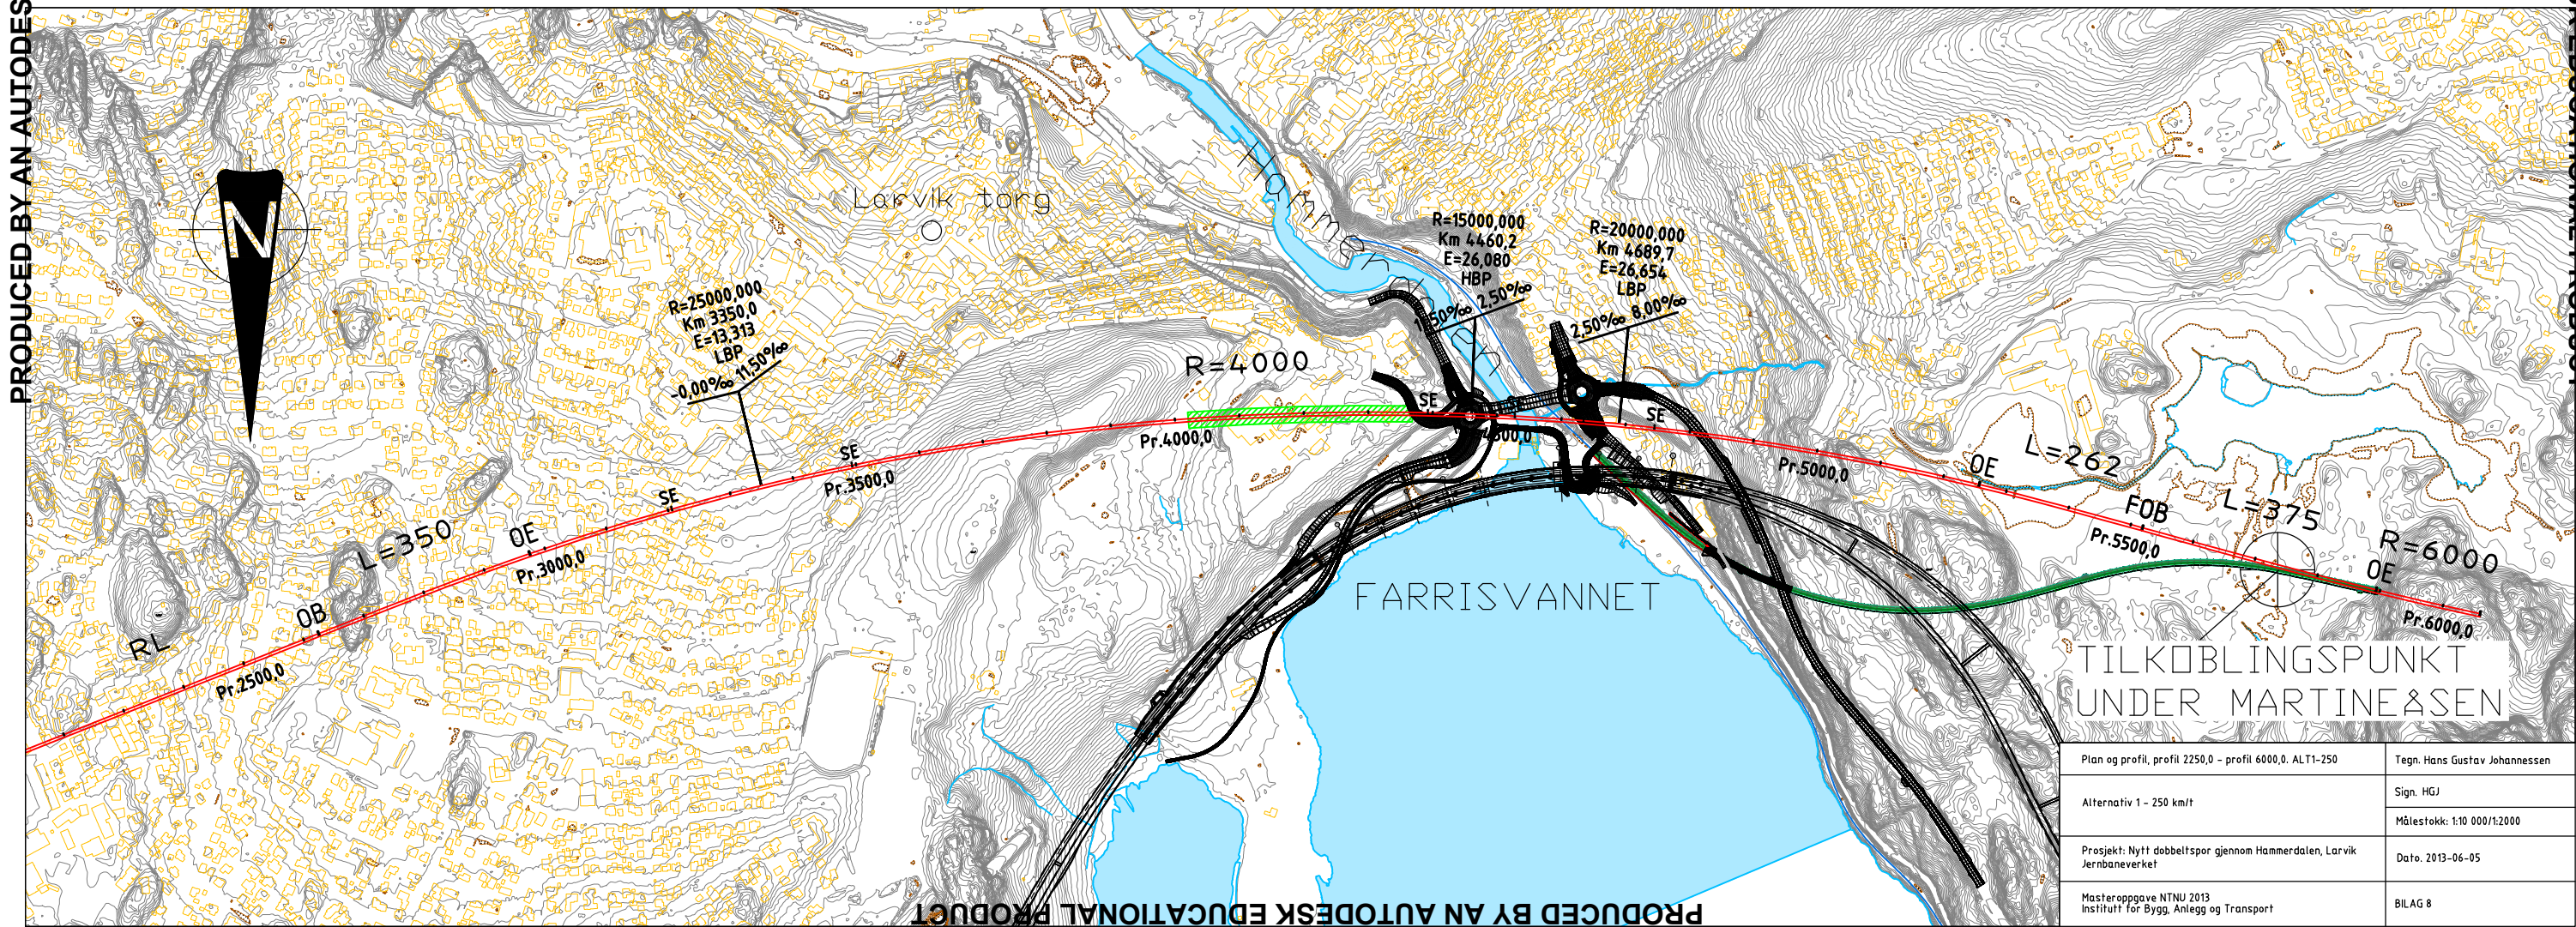 PRODUCED BY AN AUTODES
N
Larvik torg
R=25000,000
Km 3350,0
E=13,313
LBP
-0,00‰ 11,50‰
R=15000,000
Km 4460,2
E=26,080
HBP
2,50‰
R=20000,000
Km 4689,7
E=26,654
LBP
2,50‰ 8,00‰
R=4000
SE
SE
Pr.4000,0
SE
Pr.3500,0
SE
Pr.5000,0
OE
L=262
FOB
L=375
Pr.5500,0
R=6000
OE
Pr.6000,0
L=350
OE
Pr.3000,0
OB
RL
Pr.2500,0
FARRISVANNET
TILKOBLINGSPUNKT
UNDER MARTINEÅSEN
Plan og profil, profil 2250,0 - profil 6000,0. ALT1-250
Tegn. Hans Gustav Johannessen
Alternativ 1 - 250 km/t
Sign. HGJ
Målestokk: 1:10 000/1:2000
Prosjekt: Nytt dobbeltspor gjennom Hammerdalen, Larvik
Jernbaneverket
Dato. 2013-06-05
Masteroppgave NTNU 2013
Institutt for Bygg, Anlegg og Transport
BILAG 8
PRODUCED BY AN AUTODESK EDUCATIONAL PRODUCT